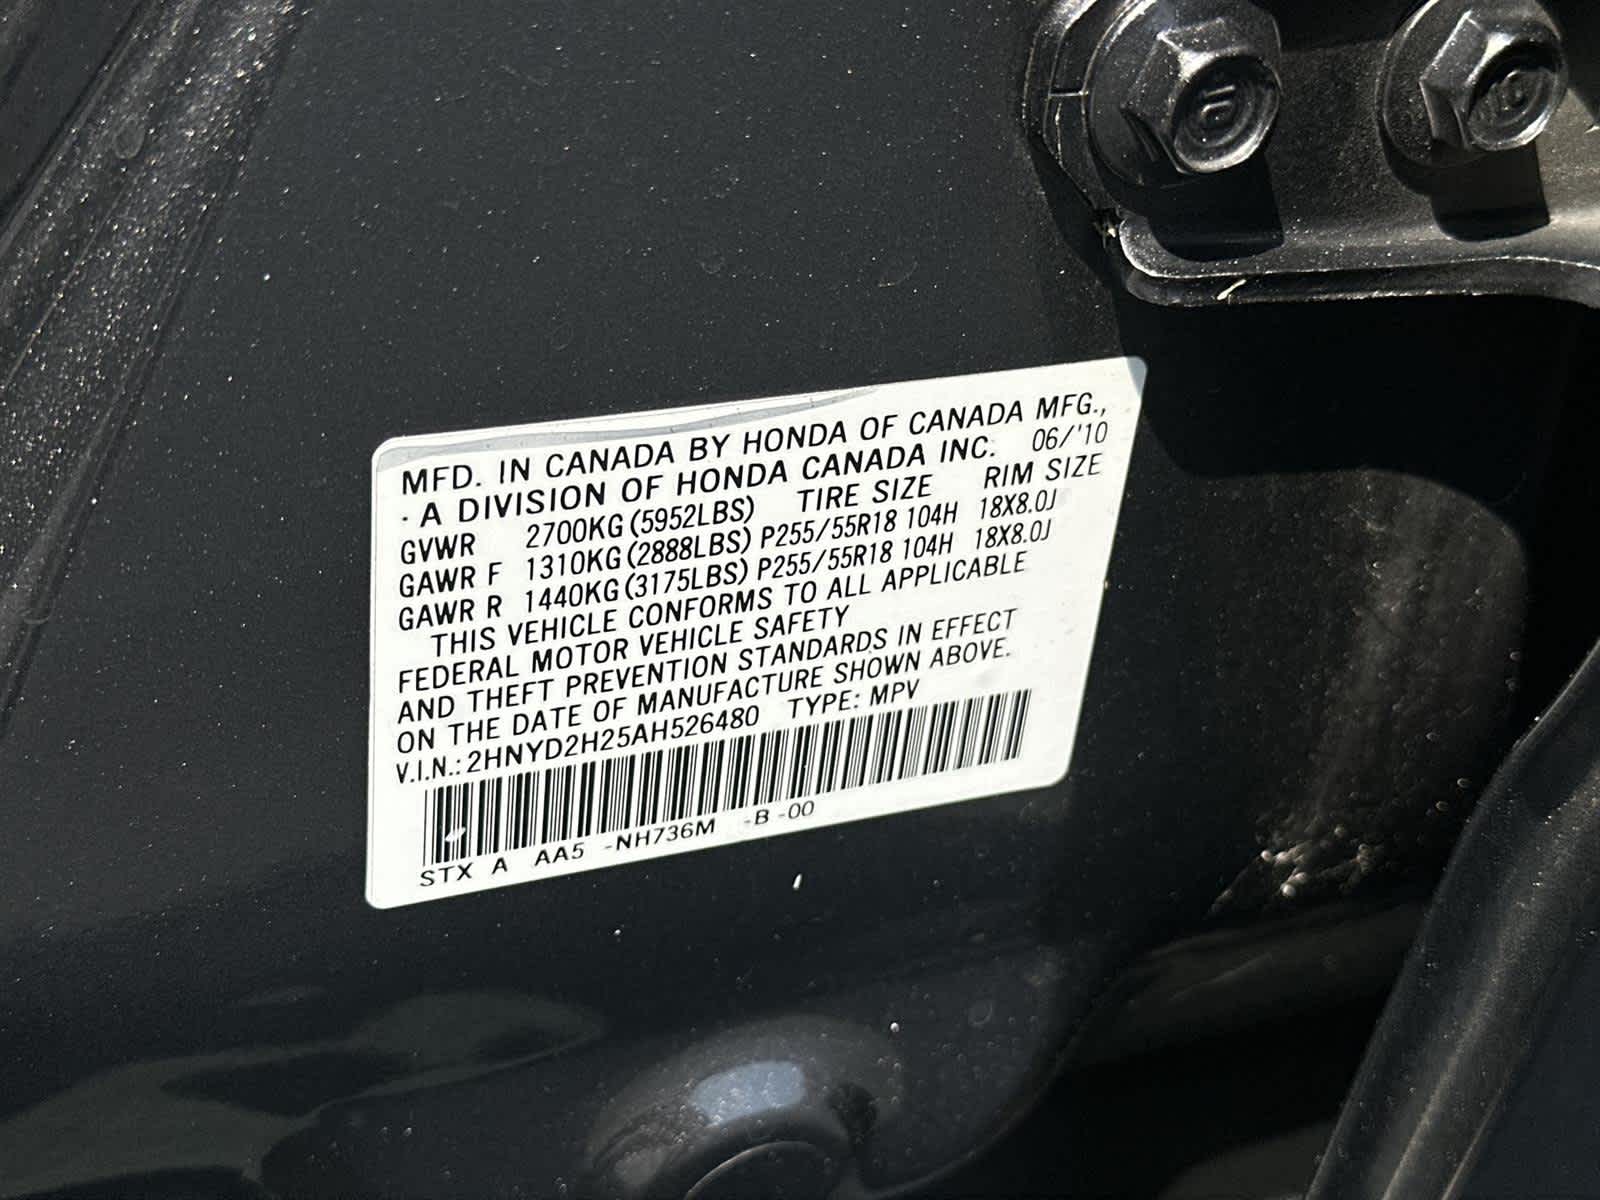 MFD. IN CANADA BY HONDA OF CANADA MFG.,
· A DIVISION OF HONDA CANADA INC. 06/'10
GVWR 2700KG (5952LBS) TIRE SIZE RIM SIZE
GAWR F 1310KG (2888LBS) P255/55R18 104H 18X8.0J
GAWR R 1440KG (3175LBS) P255/55R18 104H 18X8.0J
THIS VEHICLE CONFORMS TO ALL APPLICABLE
FEDERAL MOTOR VEHICLE SAFETY
AND THEFT PREVENTION STANDARDS IN EFFECT
ON THE DATE OF MANUFACTURE SHOWN ABOVE.
V.I.N.: 2HNYD2H25AH526480 TYPE: MPV
STX A AA5 -NH736M -B -00